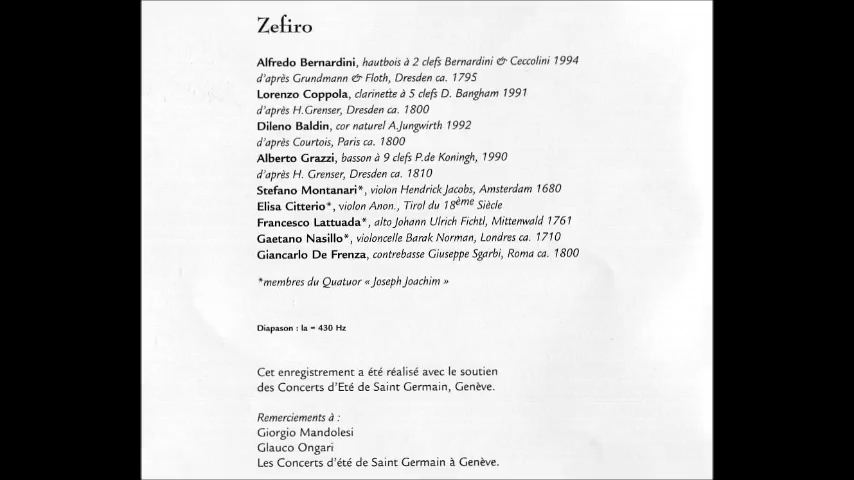 Zefiro
Alfredo Bernardini, hautbois à 2 clefs Bernardini & Ceccolini 1994
d'après Grundmann & Floth, Dresden ca. 1795
Lorenzo Coppola, clarinette à 5 clefs D. Bangham 1991
d'après H.Grenser, Dresden ca. 1800
Dileno Baldin, cor naturel A.Jungwirth 1992
d'après Courtois, Paris ca. 1800
Alberto Grazzi, basson à 9 clefs P.de Koningh, 1990
d'après H. Grenser, Dresden ca. 1810
Stefano Montanari*, violon Hendrick Jacobs, Amsterdam 1680
Elisa Citterio*, violon Anon., Tirol du 18ème Siècle
Francesco Lattuada*, alto Johann Ulrich Fichtl, Mittenwald 1761
Gaetano Nasillo*, violoncelle Barak Norman, Londres ca. 1710
Giancarlo De Frenza, contrebasse Giuseppe Sgarbi, Roma ca. 1800
*membres du Quatuor « Joseph Joachim »
Diapason : la = 430 Hz
Cet enregistrement a été réalisé avec le soutien
des Concerts d'Eté de Saint Germain, Genève.
Remerciements à :
Giorgio Mandolesi
Glauco Ongari
Les Concerts d'été de Saint Germain à Genève.